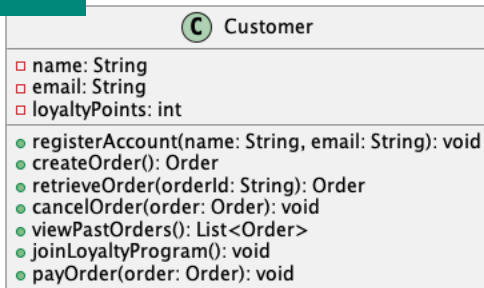 C Customer
name: String
email: String
loyaltyPoints: int
registerAccount(name: String, email: String): void
createOrder(): Order
retrieveOrder(orderId: String): Order
cancelOrder(order: Order): void
viewPastOrders(): List<Order>
joinLoyaltyProgram(): void
payOrder(order: Order): void